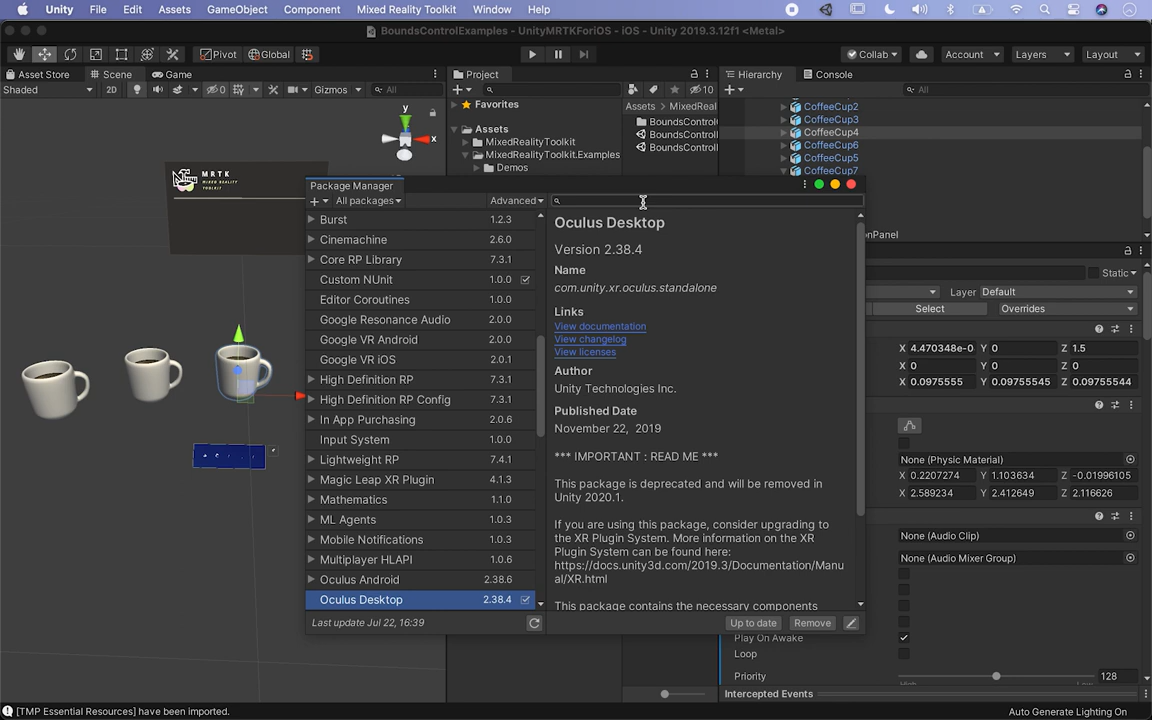 Unity File Edit Assets GameObject Component Mixed Reality Toolkit Window Help
BoundsControlExamples - UnityMRTKForiOS - iOS - Unity 2019.3.12f1 <Metal>
Pivot Global Collab Account Layers Layout
Asset Store Scene Game Project Hierarchy Console
Shaded 2D 0 Gizmos All 10 All
Favorites
Assets
MixedRealityToolkit
MixedRealityToolkit.Examples
Demos
Assets > MixedReal
BoundsControl
BoundsControll
BoundsControll
CoffeeCup2
CoffeeCup3
CoffeeCup4
CoffeeCup6
CoffeeCup5
CoffeeCup7
onPanel
y
x
MRTK
MIXED REALITY
TOOLKIT
Package Manager
All packages Advanced
Burst 1.2.3
Cinemachine 2.6.0
Core RP Library 7.3.1
Custom NUnit 1.0.0
Editor Coroutines 1.0.0
Google Resonance Audio 2.0.0
Google VR Android 2.0.0
Google VR iOS 2.0.1
High Definition RP 7.3.1
High Definition RP Config 7.3.1
In App Purchasing 2.0.6
Input System 1.0.0
Lightweight RP 7.4.1
Magic Leap XR Plugin 4.1.3
Mathematics 1.1.0
ML Agents 1.0.3
Mobile Notifications 1.0.3
Multiplayer HLAPI 1.0.6
Oculus Android 2.38.6
Oculus Desktop 2.38.4
Last update Jul 22, 16:39
Oculus Desktop
Version 2.38.4
Name
com.unity.xr.oculus.standalone
Links
View documentation
View changelog
View licenses
Author
Unity Technologies Inc.
Published Date
November 22, 2019
*** IMPORTANT : READ ME ***
This package is deprecated and will be removed in
Unity 2020.1.
If you are using this package, consider upgrading to
the XR Plugin System. More information on the XR
Plugin System can be found here:
https://docs.unity3d.com/2019.3/Documentation/Manu
al/XR.html
This package contains the necessary components
Up to date Remove
Static
Layer Default
Select Overrides
X 4.470348e-0 Y 0 Z 1.5
X 0 Y 0 Z 0
X 0.0975555 Y 0.09755545 Z 0.09755544
None (Physic Material)
X 0.2207274 Y 1.103634 Z -0.01996105
X 2.589234 Y 2.412649 Z 2.116626
None (Audio Clip)
None (Audio Mixer Group)
Play On Awake
Loop
Priority 128
Intercepted Events
[TMP Essential Resources] have been imported.
Auto Generate Lighting On